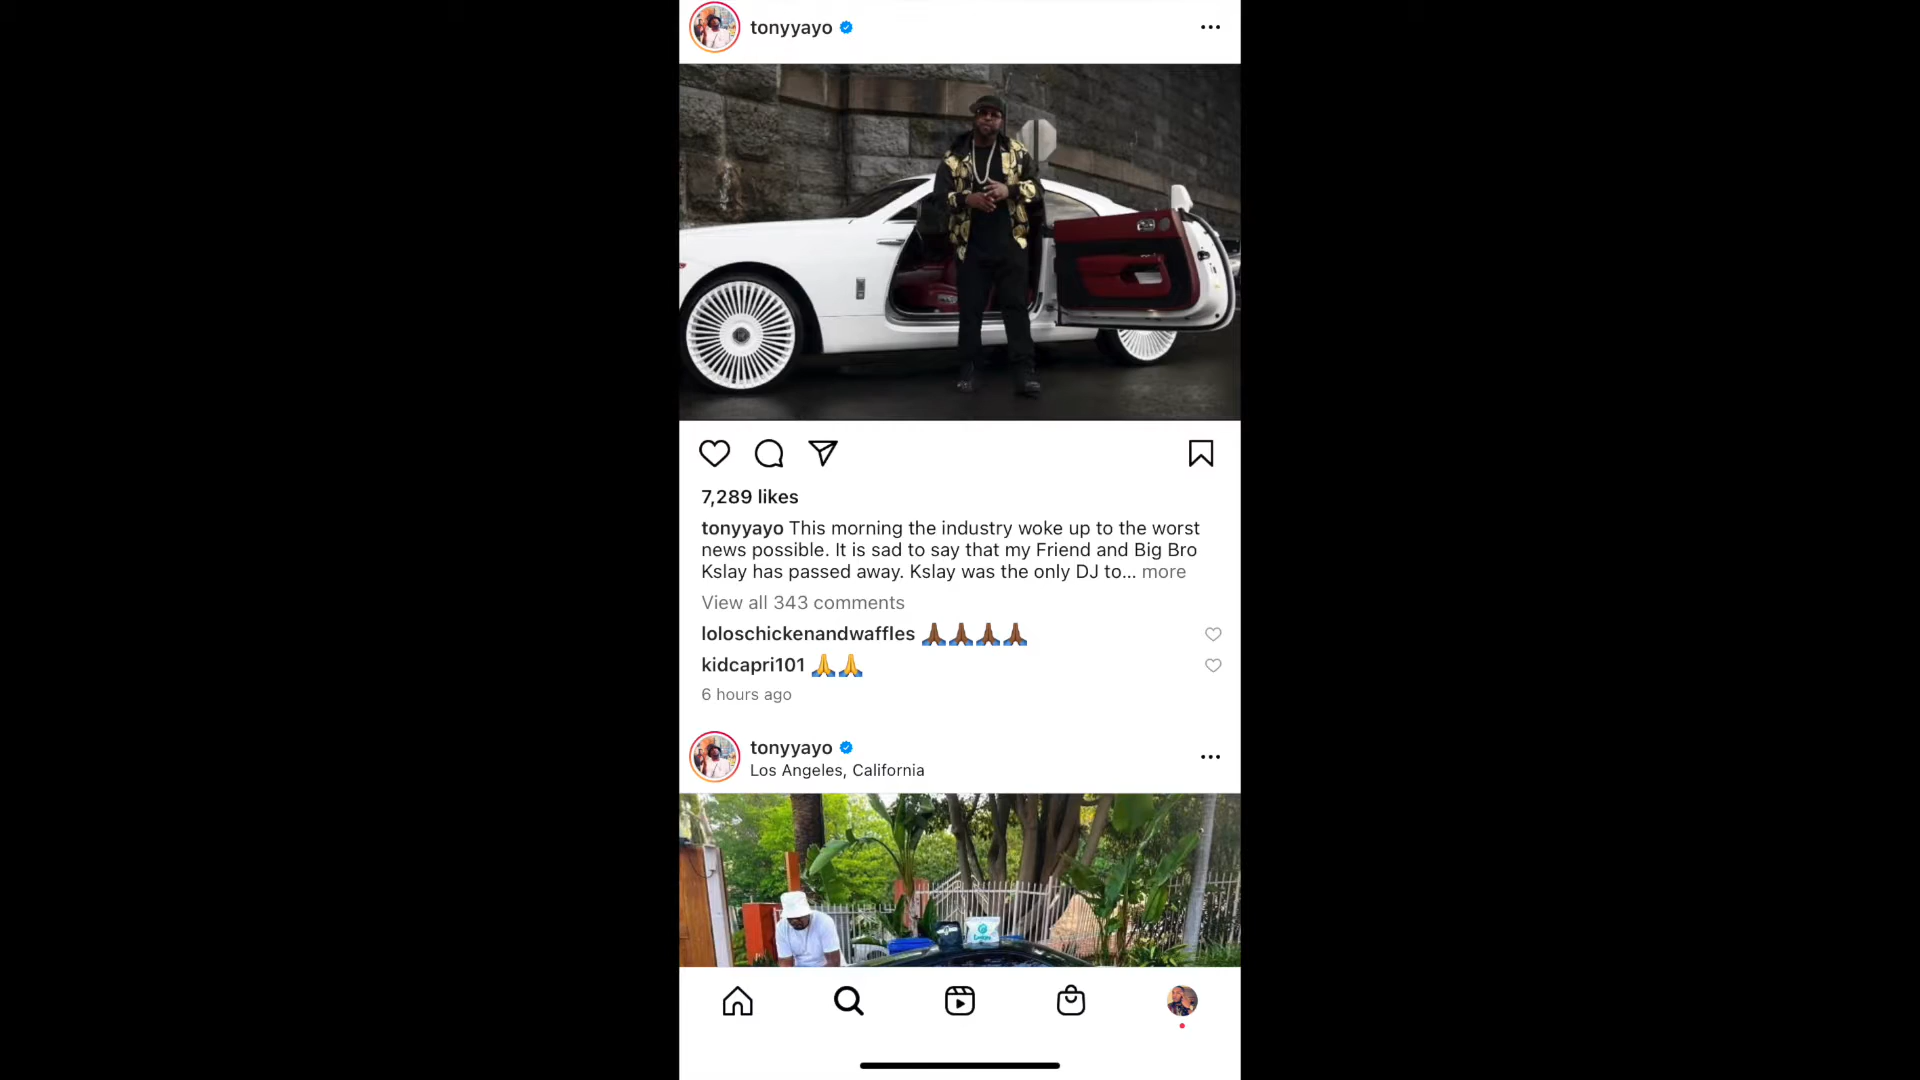 tonyyayo
7,289 likes
tonyyayo This morning the industry woke up to the worst
news possible. It is sad to say that my Friend and Big Bro
Kslay has passed away. Kslay was the only DJ to... more
View all 343 comments
loloschickenandwaffles 🙏🏾🙏🏾🙏🏾🙏🏾
kidcapri101 🙏🙏
6 hours ago
tonyyayo
Los Angeles, California